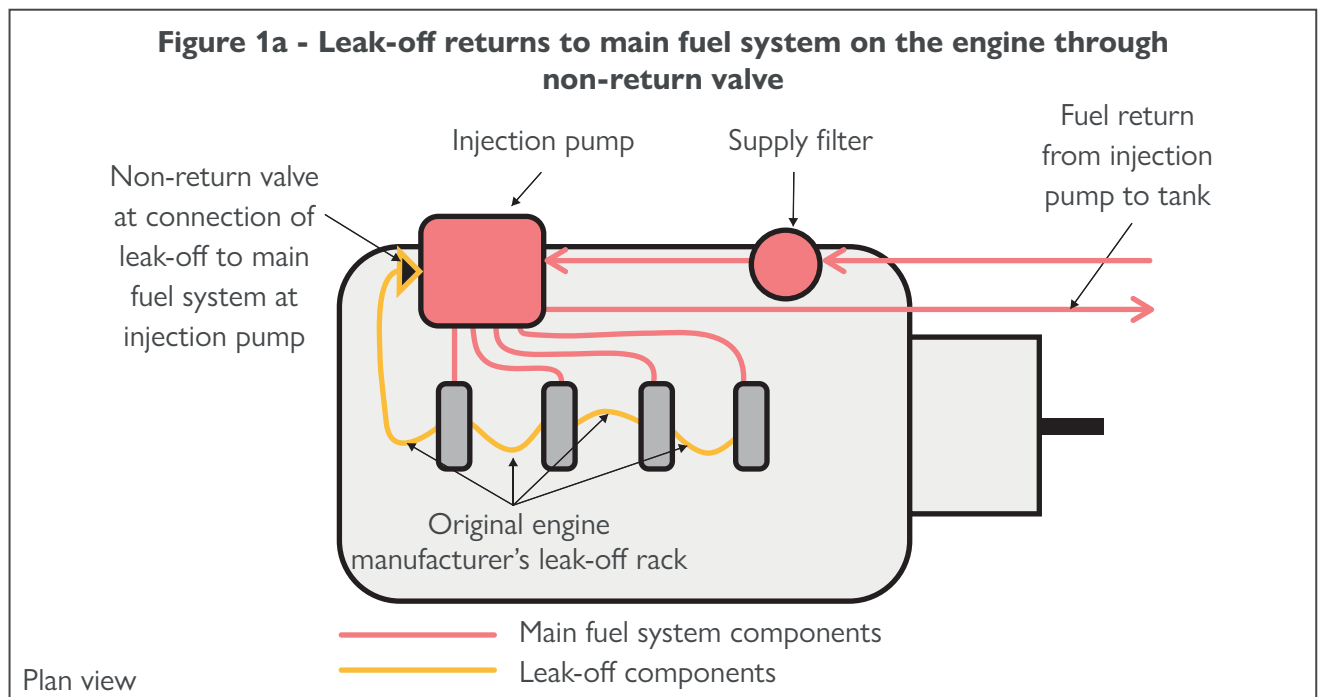 Figure 1a - Leak-off returns to main fuel system on the engine through
non-return valve
Injection pump
Supply filter
Fuel return
from injection
pump to tank
Non-return valve
at connection of
leak-off to main
fuel system at
injection pump
Original engine
manufacturer’s leak-off rack
Main fuel system components
Leak-off components
Plan view